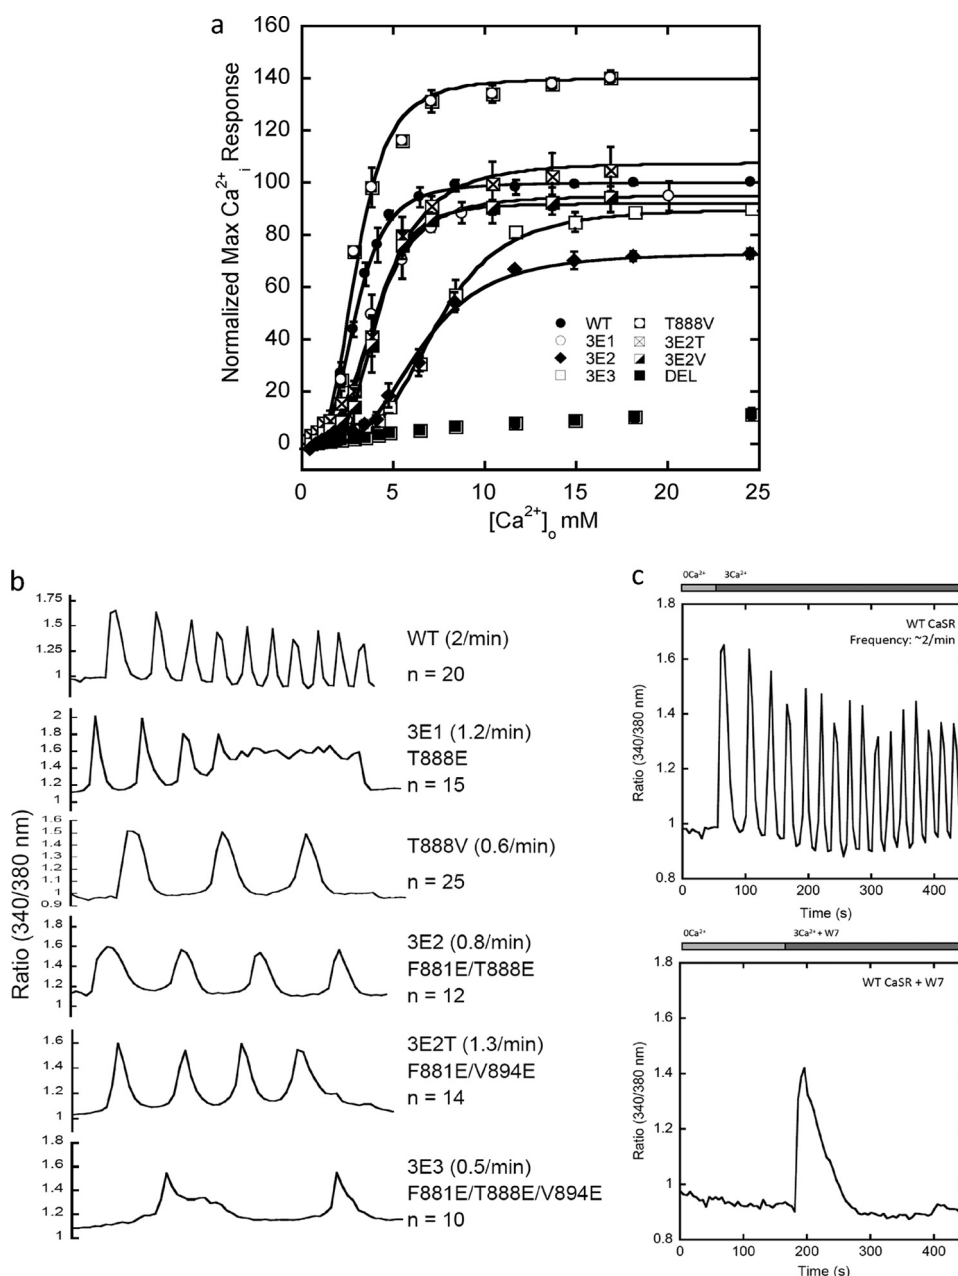 a
160
140
120
100
80
60
40
20
0
Normalized Max Ca²⁺ᵢ Response
0 5 10 15 20 25
[Ca²⁺]ₒ mM
WT T888V
3E1 3E2T
3E2 3E2V
3E3 DEL
b
Ratio (340/380 nm)
1.75
1.5
1.25
1
WT (2/min)
n = 20
2
1.8
1.6
1.4
1.2
1
3E1 (1.2/min)
T888E
n = 15
1.6
1.5
1.4
1.3
1.2
1.1
1
0.9
T888V (0.6/min)
n = 25
1.8
1.6
1.4
1.2
1
3E2 (0.8/min)
F881E/T888E
n = 12
1.6
1.4
1.2
1
3E2T (1.3/min)
F881E/V894E
n = 14
1.8
1.6
1.4
1.2
1
3E3 (0.5/min)
F881E/T888E/V894E
n = 10
c
0Ca²⁺ 3Ca²⁺
1.8
1.6
1.4
1.2
1
0.8
Ratio (340/380 nm)
WT CaSR
Frequency: ~2/min
0 100 200 300 400
Time (s)
0Ca²⁺ 3Ca²⁺ + W7
1.8
1.6
1.4
1.2
1
0.8
Ratio (340/380 nm)
WT CaSR + W7
0 100 200 300 400
Time (s)